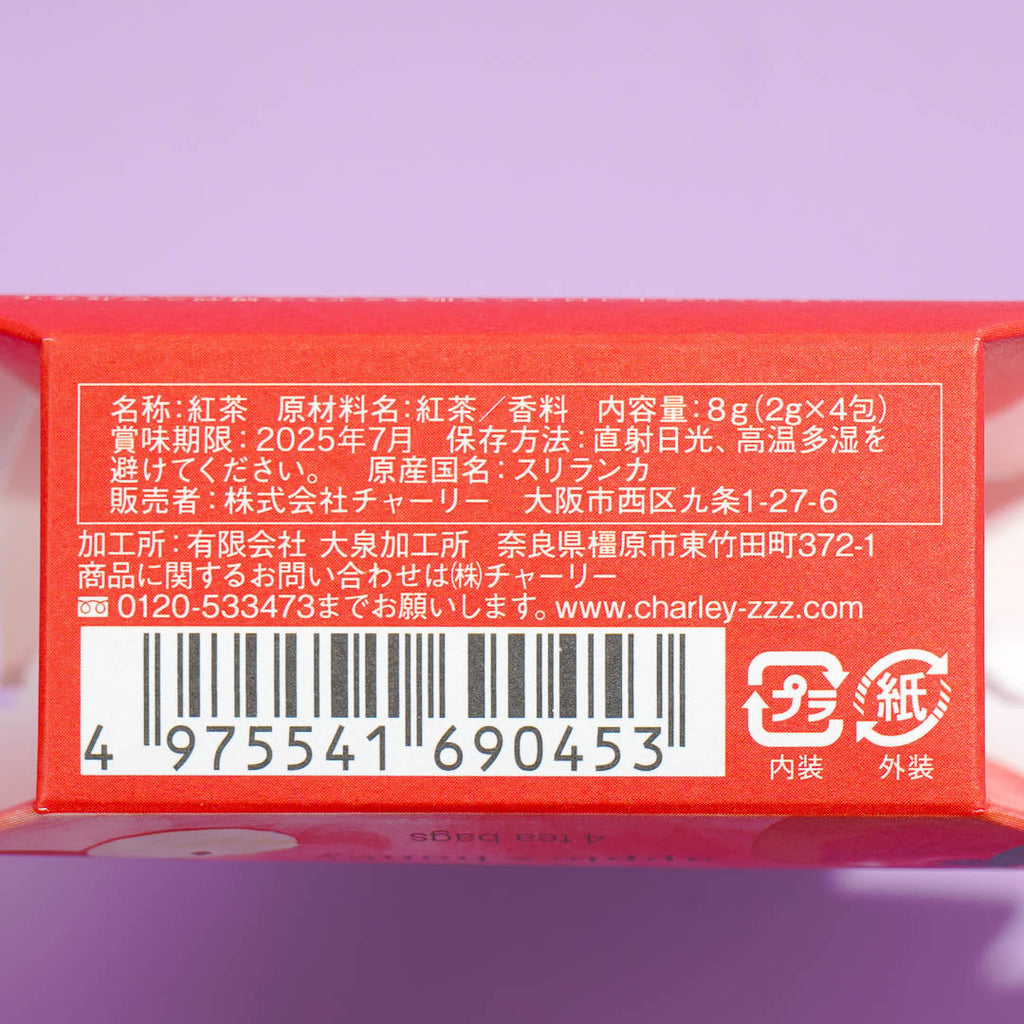 名称：紅茶　原材料名：紅茶／香料　内容量：8g（2g×4包）
賞味期限：2025年7月　保存方法：直射日光、高温多湿を
避けてください。　原産国名：スリランカ
販売者：株式会社チャーリー　大阪市西区九条1-27-6
加工所：有限会社 大泉加工所　奈良県橿原市東竹田町372-1
商品に関するお問い合わせは㈱チャーリー
0120-533473までお願いします。www.charley-zzz.com
4 975541 690453
プラ 紙
内装 外装
4 tea bags